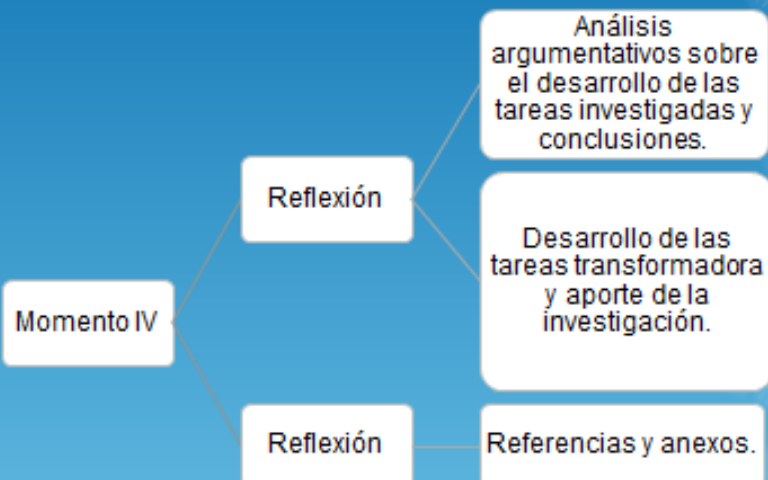 Análisis
argumentativos sobre
el desarrollo de las
tareas investigadas y
conclusiones.
Reflexión
Desarrollo de las
tareas transformadora
y aporte de la
investigación.
Momento IV
Reflexión
Referencias y anexos.